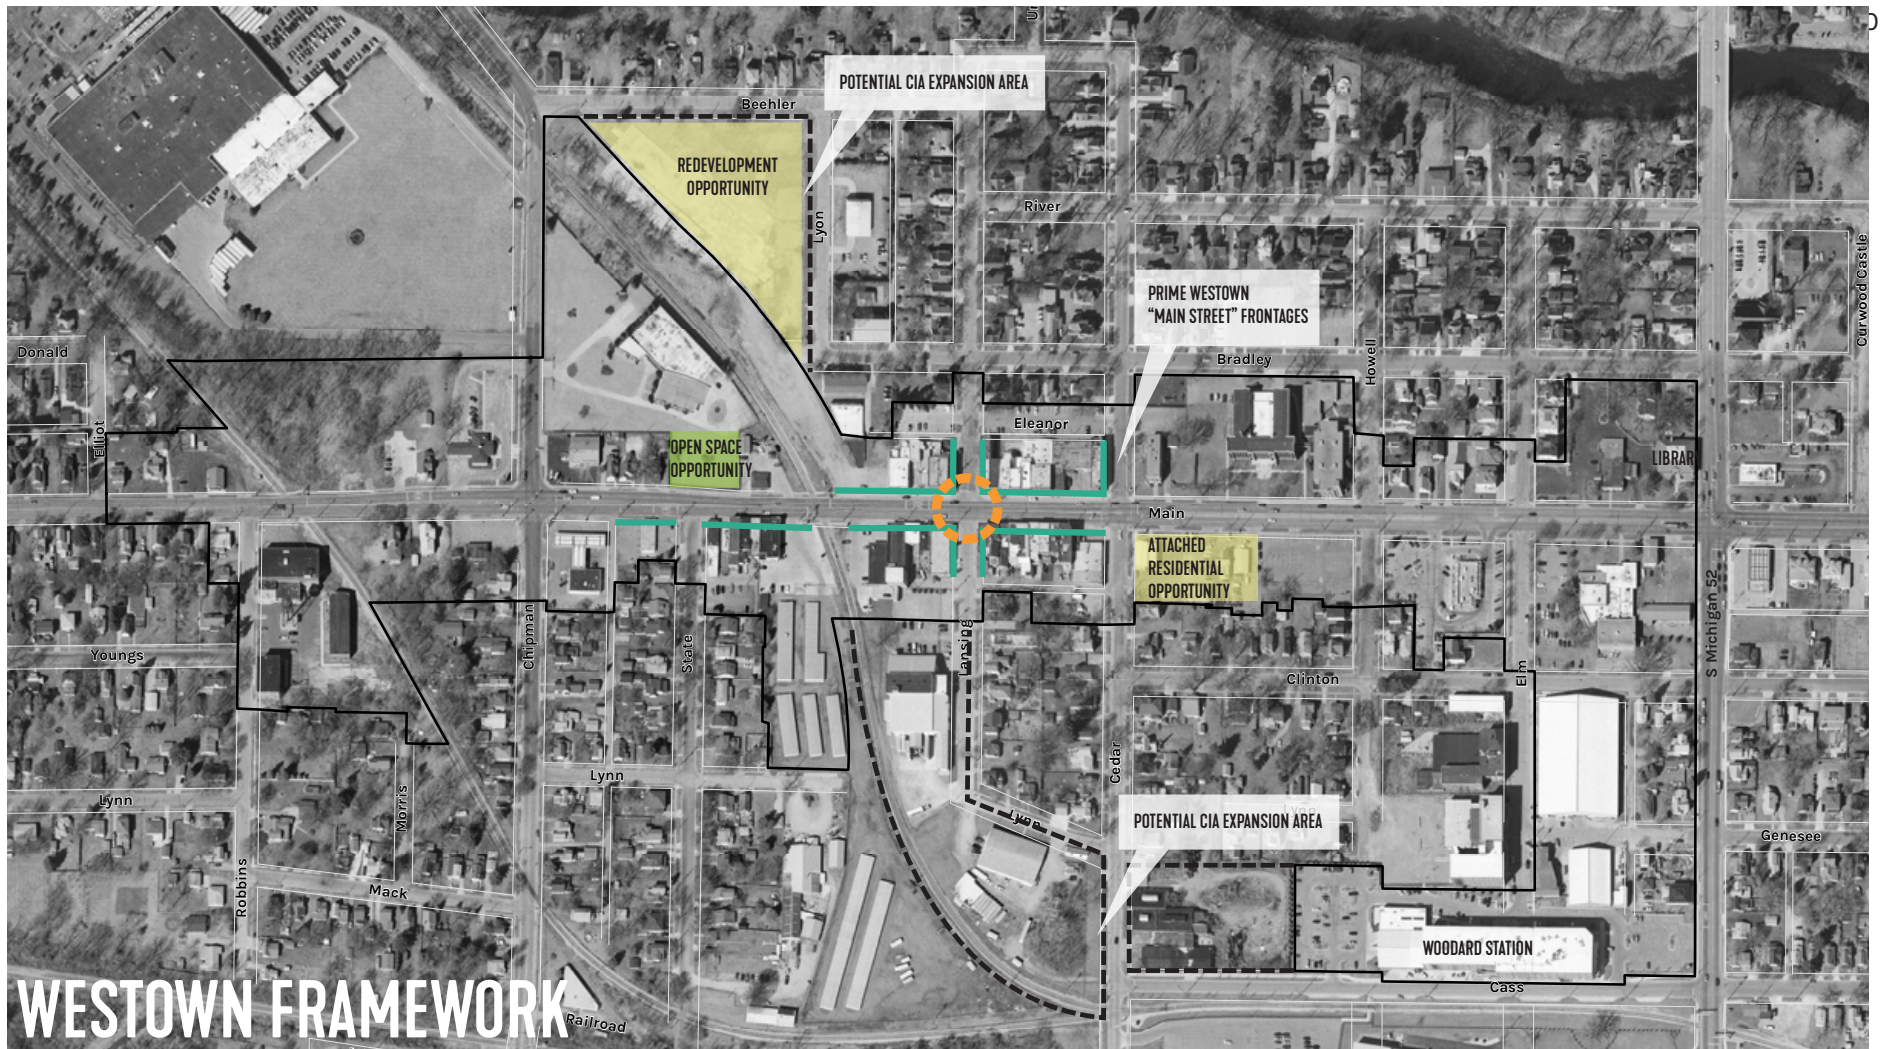 POTENTIAL CIA EXPANSION AREA
Beehler
REDEVELOPMENT
OPPORTUNITY
Lyon
River
Curwood Castle
PRIME WESTOWN
“MAIN STREET” FRONTAGES
Donald
Bradley
Howell
Elliot
Eleanor
OPEN SPACE
OPPORTUNITY
LIBRAR
Main
ATTACHED
RESIDENTIAL
OPPORTUNITY
S Michigan 52
Chipman
State
Lansing
Youngs
Clinton
Elm
Cedar
Lynn
Lynn
Morris
Lynn
Lynn
POTENTIAL CIA EXPANSION AREA
Genesee
Robbins
Mack
WOODARD STATION
Cass
WESTOWN FRAMEWORK
Railroad